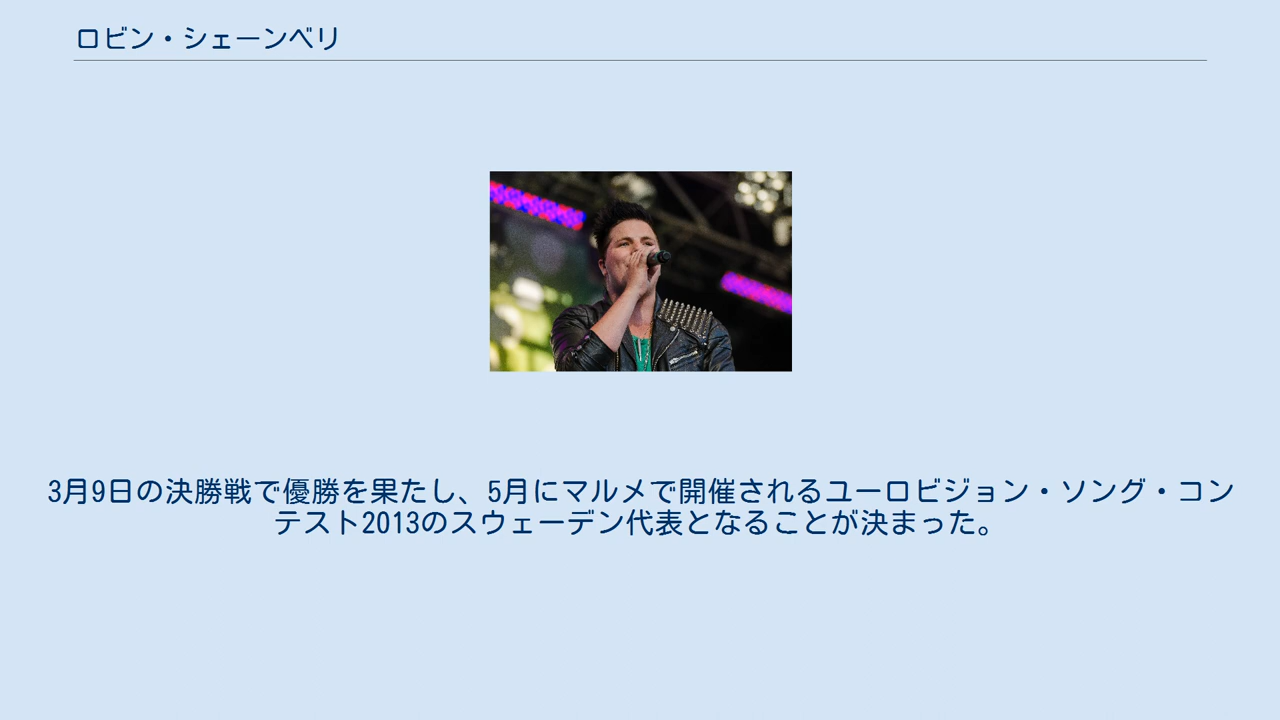 ロビン・シェーンベリ
3月9日の決勝戦で優勝を果たし、5月にマルメで開催されるユーロビジョン・ソング・コン
テスト2013のスウェーデン代表となることが決まった。